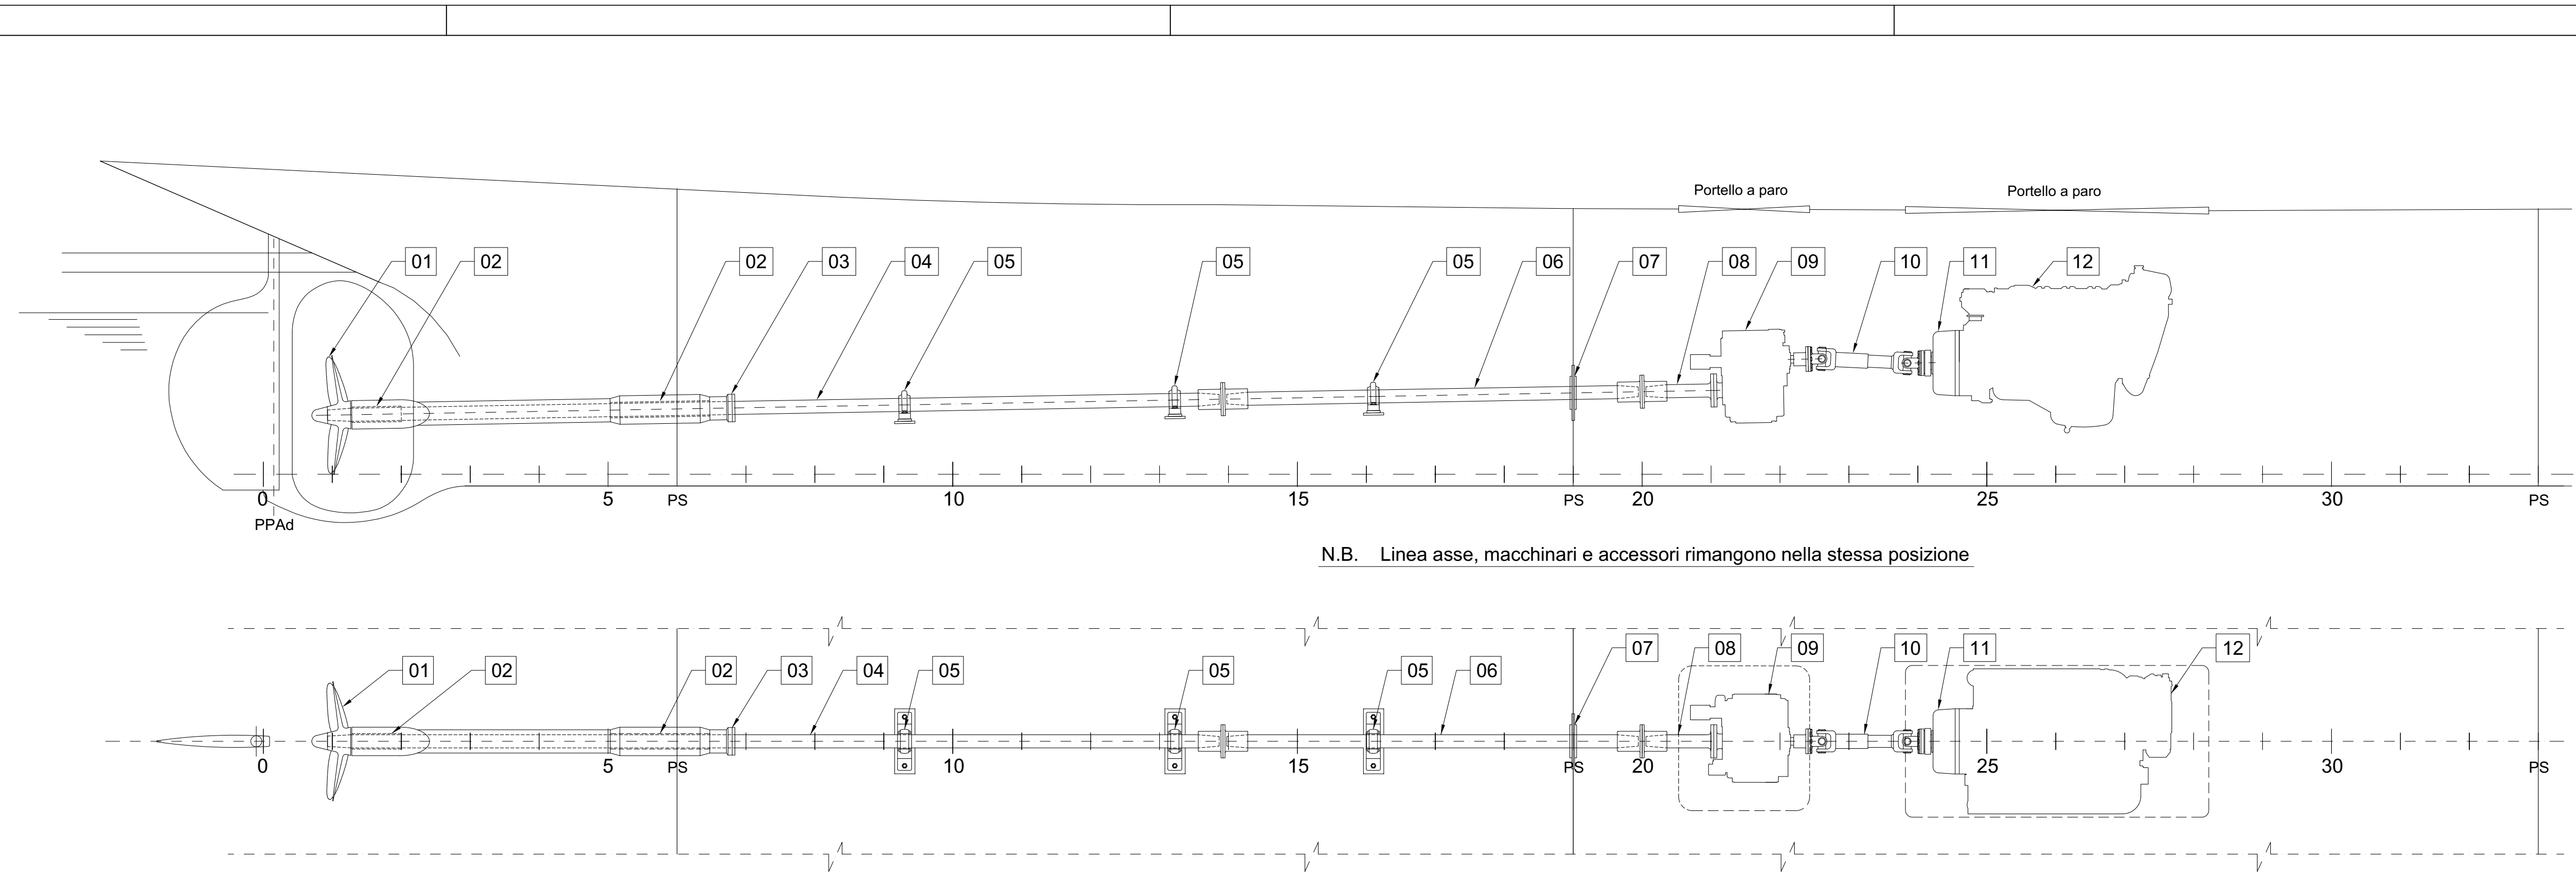 Portello a paro Portello a paro
01 02 02 03 04 05 05 05 06 07 08 09 10 11 12
0 5 10 15 20 25 30
PS PS PS
PPAd
N.B. Linea asse, macchinari e accessori rimangono nella stessa posizione
07 08 09 10 11 12
01 02 02 03 04 05 05 05 06
0 5 10 15 20 25 30
PS PS PS